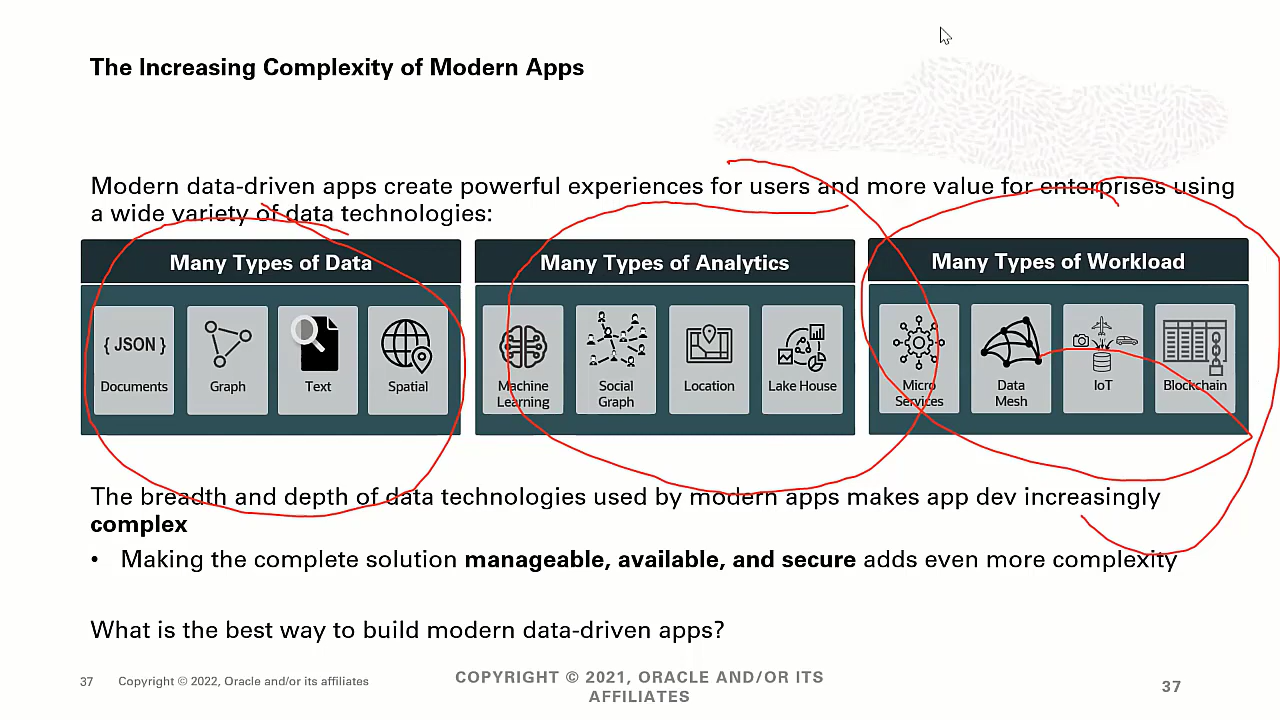 The Increasing Complexity of Modern Apps
Modern data-driven apps create powerful experiences for users and more value for enterprises using
a wide variety of data technologies:
Many Types of Data
{ JSON }
Documents
Graph
Text
Spatial
Many Types of Analytics
Machine
Learning
Social
Graph
Location
Lake House
Many Types of Workload
Micro
Services
Data
Mesh
IoT
Blockchain
The breadth and depth of data technologies used by modern apps makes app dev increasingly
complex
• Making the complete solution manageable, available, and secure adds even more complexity
What is the best way to build modern data-driven apps?
37 Copyright © 2022, Oracle and/or its affiliates
COPYRIGHT © 2021, ORACLE AND/OR ITS
AFFILIATES
37